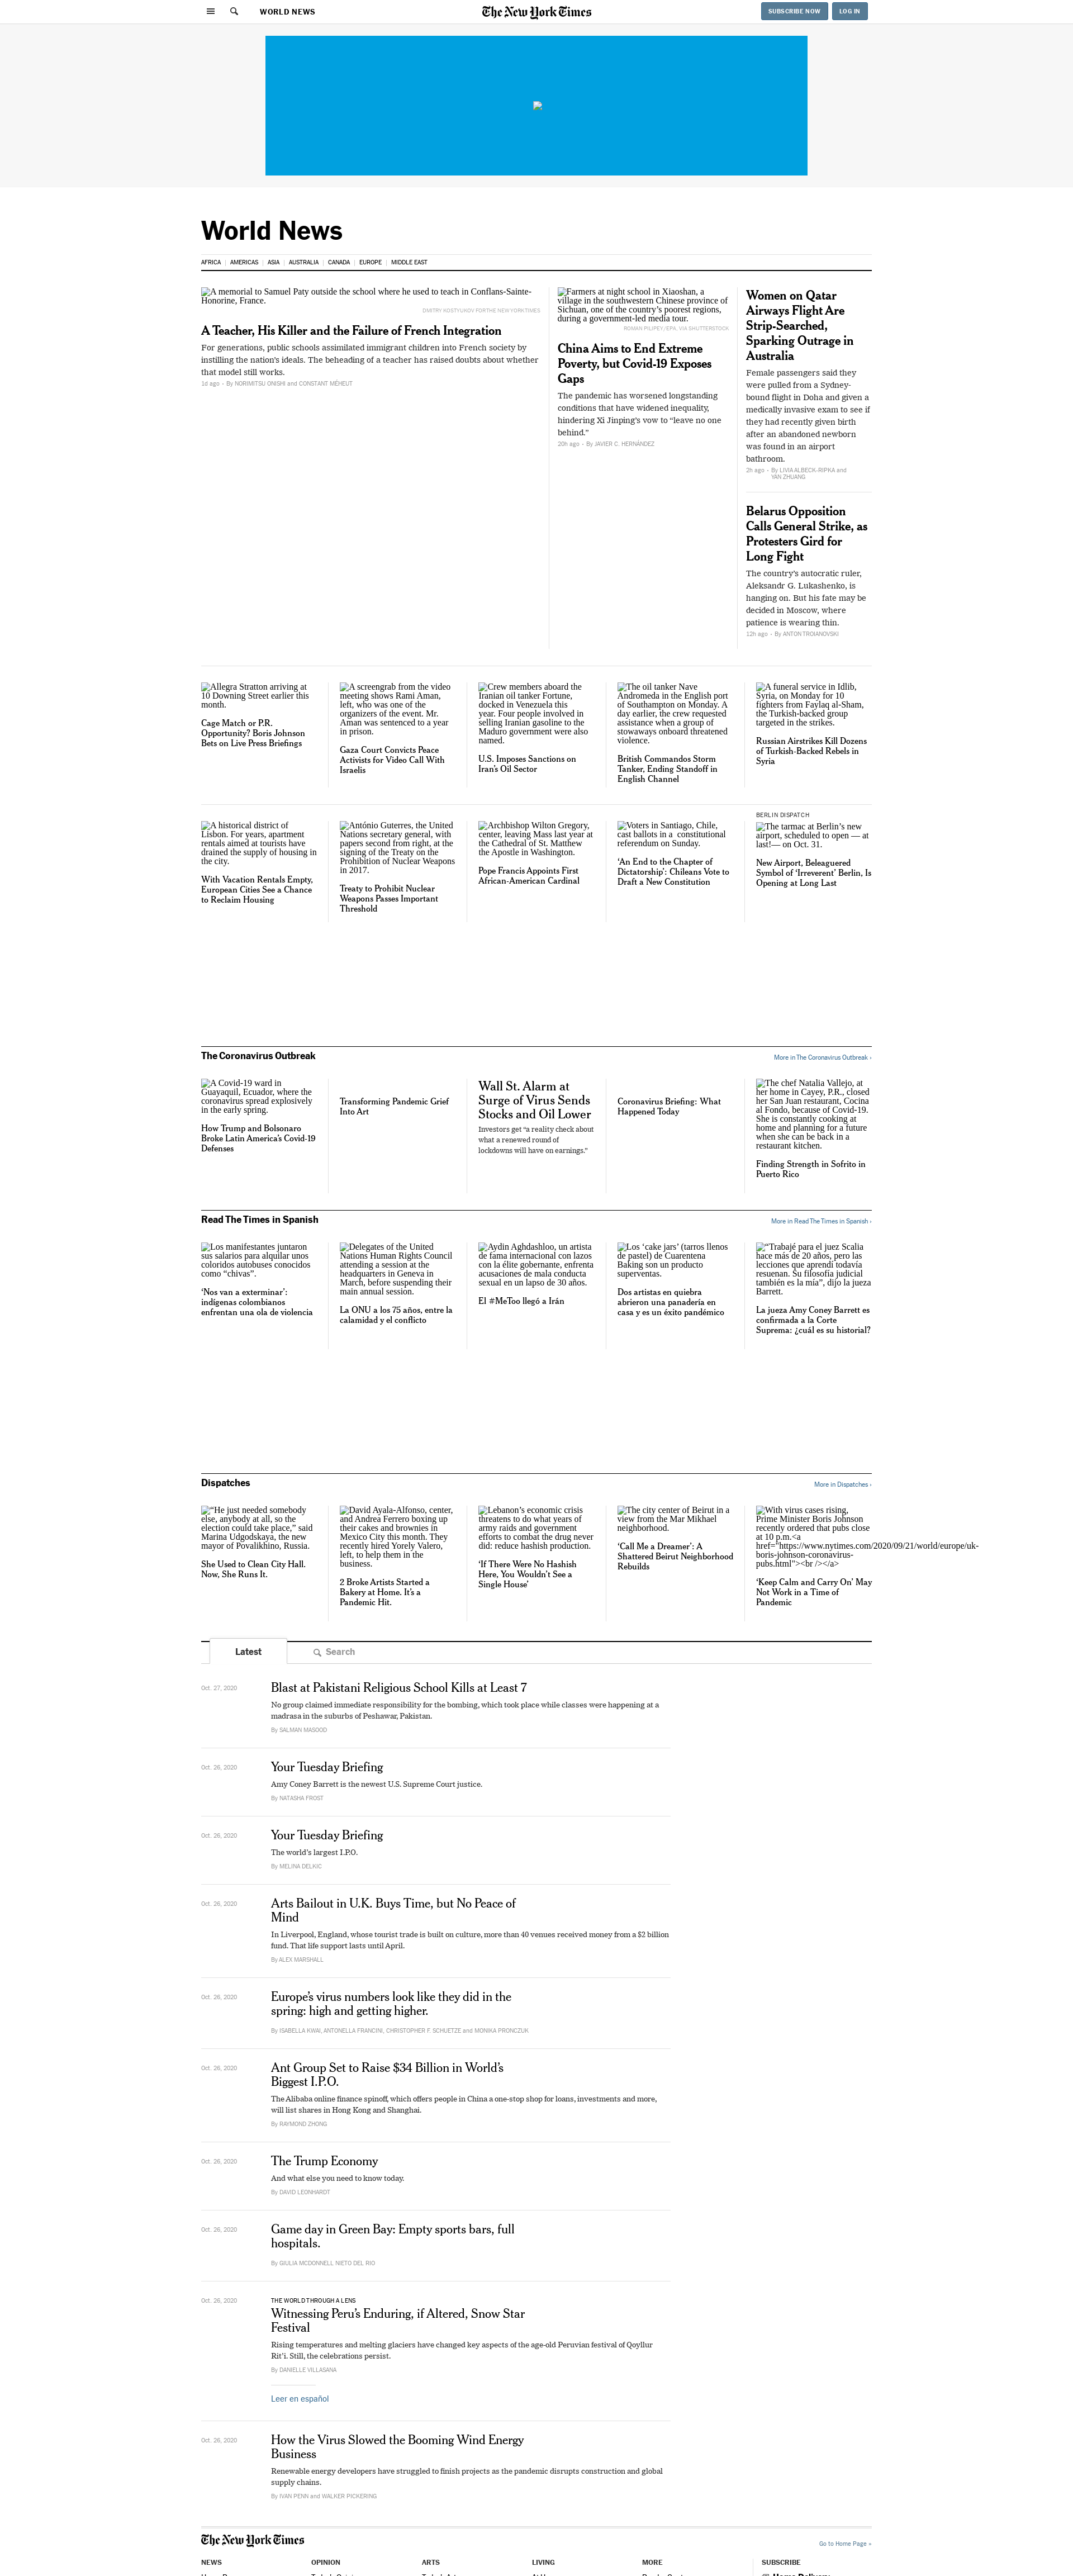 WORLD NEWS
The New York Times
SUBSCRIBE NOW
LOG IN
World News
AFRICA | AMERICAS | ASIA | AUSTRALIA | CANADA | EUROPE | MIDDLE EAST
A memorial to Samuel Paty outside the school where he used to teach in Conflans-Sainte-
Honorine, France.
DMITRY KOSTYUKOV FOR THE NEW YORK TIMES
A Teacher, His Killer and the Failure of French Integration
For generations, public schools assimilated immigrant children into French society by
instilling the nation's ideals. The beheading of a teacher has raised doubts about whether
that model still works.
1d ago – By NORIMITSU ONISHI and CONSTANT MÉHEUT
Farmers at night school in Xiaoshan, a
village in the southwestern Chinese province of
Sichuan, one of the country's poorest regions,
during a government-led media tour.
ROMAN PILIPEY/EPA, VIA SHUTTERSTOCK
China Aims to End Extreme
Poverty, but Covid-19 Exposes
Gaps
The pandemic has worsened longstanding
conditions that have widened inequality,
hindering Xi Jinping's vow to "leave no one
behind."
20h ago – By JAVIER C. HERNÁNDEZ
Women on Qatar
Airways Flight Are
Strip-Searched,
Sparking Outrage in
Australia
Female passengers said they
were pulled from a Sydney-
bound flight in Doha and given a
medically invasive exam to see if
they had recently given birth
after an abandoned newborn
was found in an airport
bathroom.
2h ago – By LIVIA ALBECK-RIPKA and
YAN ZHUANG
Belarus Opposition
Calls General Strike, as
Protesters Gird for
Long Fight
The country's autocratic ruler,
Aleksandr G. Lukashenko, is
hanging on. But his fate may be
decided in Moscow, where
patience is wearing thin.
12h ago – By ANTON TROIANOVSKI
Allegra Stratton arriving at
10 Downing Street earlier this
month.
Cage Match or P.R.
Opportunity? Boris Johnson
Bets on Live Press Briefings
A screengrab from the video
meeting shows Rami Aman,
left, who was one of the
organizers of the event. Mr.
Aman was sentenced to a year
in prison.
Gaza Court Convicts Peace
Activists for Video Call With
Israelis
Crew members aboard the
Iranian oil tanker Fortune,
docked in Venezuela this
year. Four people involved in
selling Iranian gasoline to the
Maduro government were also
named.
U.S. Imposes Sanctions on
Iran's Oil Sector
The oil tanker Nave
Andromeda in the English port
of Southampton on Monday. A
day earlier, the crew requested
assistance when a group of
stowaways onboard threatened
violence.
British Commandos Storm
Tanker, Ending Standoff in
English Channel
A funeral service in Idlib,
Syria, on Monday for 10
fighters from Faylaq al-Sham,
the Turkish-backed group
targeted in the strikes.
Russian Airstrikes Kill Dozens
of Turkish-Backed Rebels in
Syria
A historical district of
Lisbon. For years, apartment
rentals aimed at tourists have
drained the supply of housing in
the city.
With Vacation Rentals Empty,
European Cities See a Chance
to Reclaim Housing
António Guterres, the United
Nations secretary general, with
papers second from right, at the
signing of the Treaty on the
Prohibition of Nuclear Weapons
in 2017.
Treaty to Prohibit Nuclear
Weapons Passes Important
Threshold
Archbishop Wilton Gregory,
center, leaving Mass last year at
the Cathedral of St. Matthew
the Apostle in Washington.
Pope Francis Appoints First
African-American Cardinal
Voters in Santiago, Chile,
cast ballots in a constitutional
referendum on Sunday.
'An End to the Chapter of
Dictatorship': Chileans Vote to
Draft a New Constitution
BERLIN DISPATCH
The tarmac at Berlin's new
airport, scheduled to open — at
last!— on Oct. 31.
New Airport, Beleaguered
Symbol of 'Irreverent' Berlin, Is
Opening at Long Last
The Coronavirus Outbreak
More in The Coronavirus Outbreak ›
A Covid-19 ward in
Guayaquil, Ecuador, where the
coronavirus spread explosively
in the early spring.
How Trump and Bolsonaro
Broke Latin America's Covid-19
Defenses
Transforming Pandemic Grief
Into Art
Wall St. Alarm at
Surge of Virus Sends
Stocks and Oil Lower
Investors get "a reality check about
what a renewed round of
lockdowns will have on earnings."
Coronavirus Briefing: What
Happened Today
The chef Natalia Vallejo, at
her home in Cayey, P.R., closed
her San Juan restaurant, Cocina
al Fondo, because of Covid-19.
She is constantly cooking at
home and planning for a future
when she can be back in a
restaurant kitchen.
Finding Strength in Sofrito in
Puerto Rico
Read The Times in Spanish
More in Read The Times in Spanish ›
Los manifestantes juntaron
sus salarios para alquilar unos
coloridos autobuses conocidos
como "chivas".
'Nos van a exterminar':
indígenas colombianos
enfrentan una ola de violencia
Delegates of the United
Nations Human Rights Council
attending a session at the
headquarters in Geneva in
March, before suspending their
main annual session.
La ONU a los 75 años, entre la
calamidad y el conflicto
Aydin Aghdashloo, un artista
de fama internacional con lazos
con la élite gobernante, enfrenta
acusaciones de mala conducta
sexual en un lapso de 30 años.
El #MeToo llegó a Irán
Los 'cake jars' (tarros llenos
de pastel) de Cuarentena
Baking son un producto
superventas.
Dos artistas en quiebra
abrieron una panadería en
casa y es un éxito pandémico
"Trabajé para el juez Scalia
hace más de 20 años, pero las
lecciones que aprendí todavía
resuenan. Su filosofía judicial
también es la mía", dijo la jueza
Barrett.
La jueza Amy Coney Barrett es
confirmada a la Corte
Suprema: ¿cuál es su historial?
Dispatches
More in Dispatches ›
"He just needed somebody
else, anybody at all, so the
election could take place," said
Marina Udgodskaya, the new
mayor of Povalikhino, Russia.
She Used to Clean City Hall.
Now, She Runs It.
David Ayala-Alfonso, center,
and Andrea Ferrero boxing up
their cakes and brownies in
Mexico City this month. They
recently hired Yorely Valero,
left, to help them in the
business.
2 Broke Artists Started a
Bakery at Home. It's a
Pandemic Hit.
Lebanon's economic crisis
threatens to do what years of
army raids and government
efforts to combat the drug never
did: reduce hashish production.
'If There Were No Hashish
Here, You Wouldn't See a
Single House'
The city center of Beirut in a
view from the Mar Mikhael
neighborhood.
'Call Me a Dreamer': A
Shattered Beirut Neighborhood
Rebuilds
With virus cases rising,
Prime Minister Boris Johnson
recently ordered that pubs close
at 10 p.m.<a
href="https://www.nytimes.com/2020/09/21/world/europe/uk-
boris-johnson-coronavirus-
pubs.html"><br /></a>
'Keep Calm and Carry On' May
Not Work in a Time of
Pandemic
Latest
Search
Oct. 27, 2020
Blast at Pakistani Religious School Kills at Least 7
No group claimed immediate responsibility for the bombing, which took place while classes were happening at a
madrasa in the suburbs of Peshawar, Pakistan.
By SALMAN MASOOD
Oct. 26, 2020
Your Tuesday Briefing
Amy Coney Barrett is the newest U.S. Supreme Court justice.
By NATASHA FROST
Oct. 26, 2020
Your Tuesday Briefing
The world's largest I.P.O.
By MELINA DELKIC
Oct. 26, 2020
Arts Bailout in U.K. Buys Time, but No Peace of
Mind
In Liverpool, England, whose tourist trade is built on culture, more than 40 venues received money from a $2 billion
fund. That life support lasts until April.
By ALEX MARSHALL
Oct. 26, 2020
Europe's virus numbers look like they did in the
spring: high and getting higher.
By ISABELLA KWAI, ANTONELLA FRANCINI, CHRISTOPHER F. SCHUETZE and MONIKA PRONCZUK
Oct. 26, 2020
Ant Group Set to Raise $34 Billion in World's
Biggest I.P.O.
The Alibaba online finance spinoff, which offers people in China a one-stop shop for loans, investments and more,
will list shares in Hong Kong and Shanghai.
By RAYMOND ZHONG
Oct. 26, 2020
The Trump Economy
And what else you need to know today.
By DAVID LEONHARDT
Oct. 26, 2020
Game day in Green Bay: Empty sports bars, full
hospitals.
By GIULIA MCDONNELL NIETO DEL RIO
Oct. 26, 2020
THE WORLD THROUGH A LENS
Witnessing Peru's Enduring, if Altered, Snow Star
Festival
Rising temperatures and melting glaciers have changed key aspects of the age-old Peruvian festival of Qoyllur
Rit'i. Still, the celebrations persist.
By DANIELLE VILLASANA
Leer en español
Oct. 26, 2020
How the Virus Slowed the Booming Wind Energy
Business
Renewable energy developers have struggled to finish projects as the pandemic disrupts construction and global
supply chains.
By IVAN PENN and WALKER PICKERING
The New York Times
Go to Home Page »
NEWS
OPINION
ARTS
LIVING
MORE
SUBSCRIBE